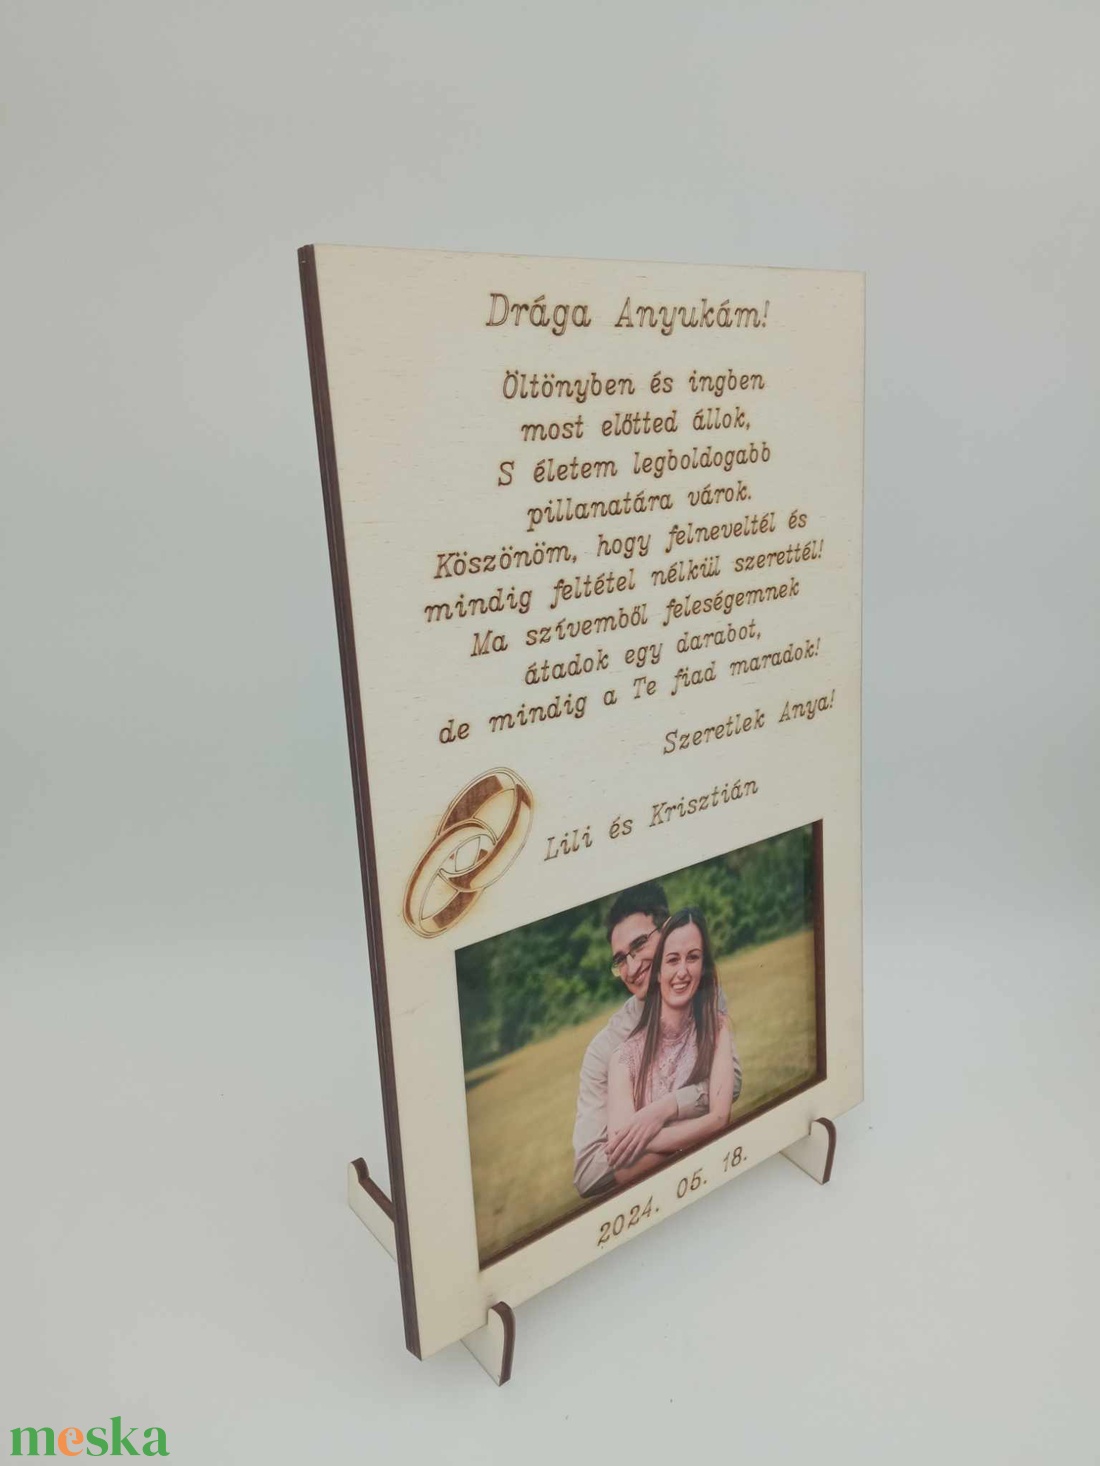 Drága Anyukám!
Öltönyben és ingben
most előtted állok,
S életem legboldogabb
pillanatára várok.
Köszönöm, hogy felneveltél és
mindig feltétel nélkül szerettél!
Ma szívemből feleségemnek
átadok egy darabot,
de mindig a Te fiad maradok!
Szeretlek Anya!
Lili és Krisztián
2024. 05. 18.
meska